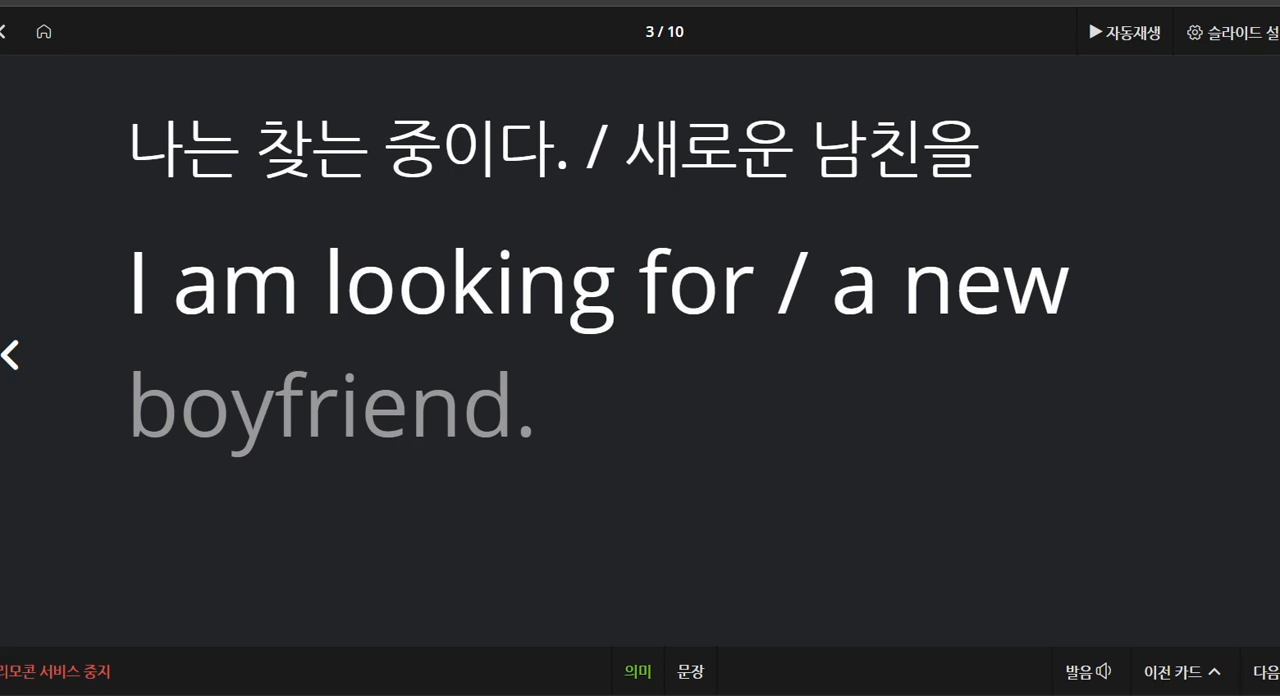 3 / 10
자동재생
슬라이드 설
나는 찾는 중이다. / 새로운 남친을
I am looking for / a new
boyfriend.
리모콘 서비스 중지
의미
문장
발음
이전 카드
다음